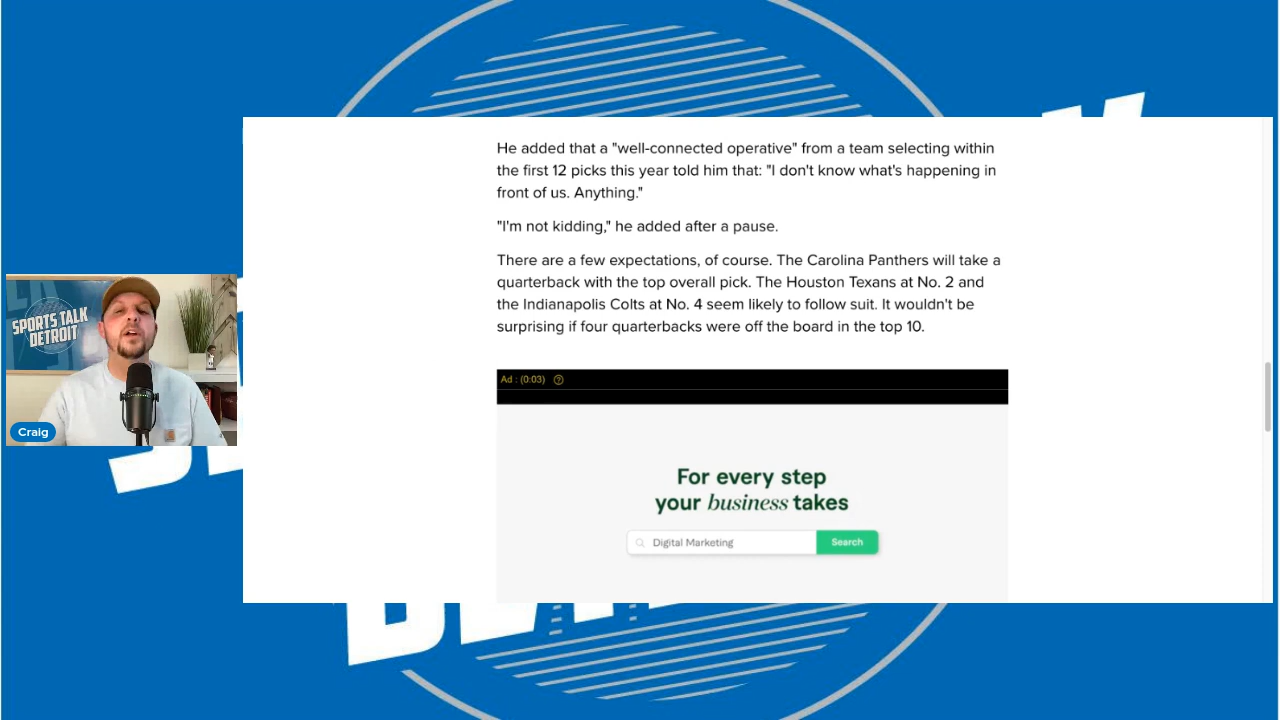 He added that a "well-connected operative" from a team selecting within
the first 12 picks this year told him that: "I don't know what's happening in
front of us. Anything."
"I'm not kidding," he added after a pause.
There are a few expectations, of course. The Carolina Panthers will take a
quarterback with the top overall pick. The Houston Texans at No. 2 and
the Indianapolis Colts at No. 4 seem likely to follow suit. It wouldn't be
surprising if four quarterbacks were off the board in the top 10.
SPORTS TALK
DETROIT
Craig
Ad : (0:03)
For every step
your business takes
Digital Marketing
Search